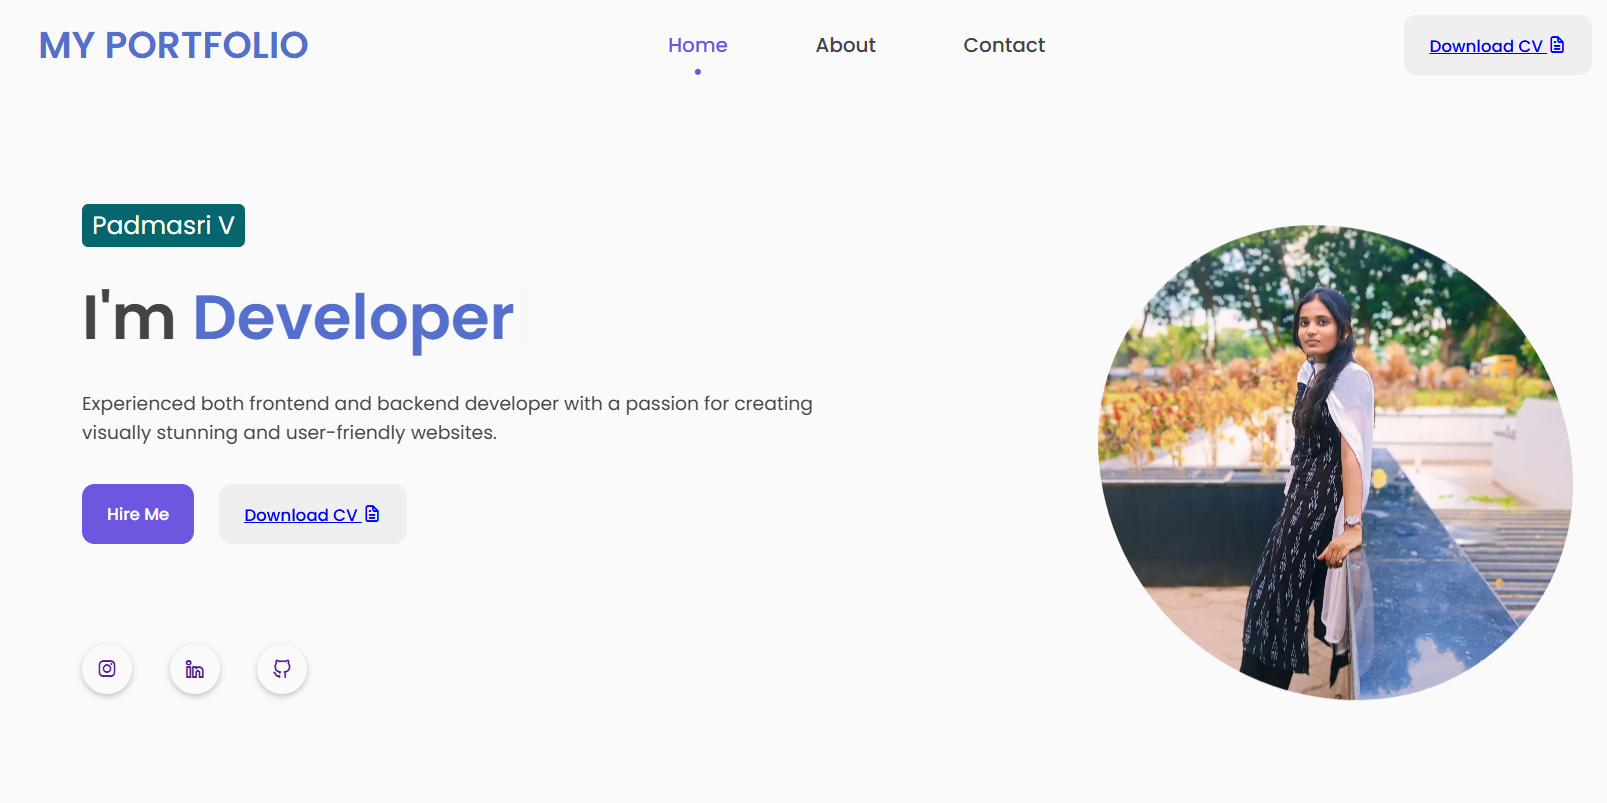 MY PORTFOLIO
Home
About
Contact
Download CV
Padmasri V
I'm Developer
Experienced both frontend and backend developer with a passion for creating
visually stunning and user-friendly websites.
Hire Me
Download CV